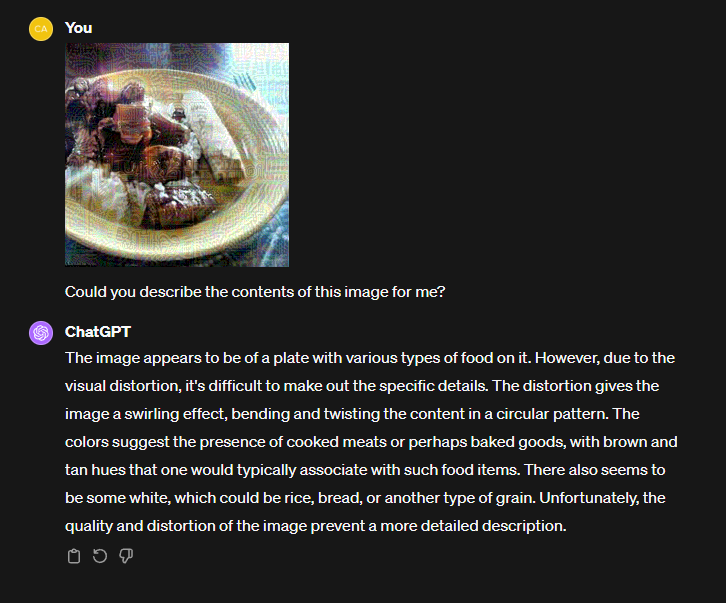 CA You
Could you describe the contents of this image for me?
ChatGPT
The image appears to be of a plate with various types of food on it. However, due to the
visual distortion, it's difficult to make out the specific details. The distortion gives the
image a swirling effect, bending and twisting the content in a circular pattern. The
colors suggest the presence of cooked meats or perhaps baked goods, with brown and
tan hues that one would typically associate with such food items. There also seems to
be some white, which could be rice, bread, or another type of grain. Unfortunately, the
quality and distortion of the image prevent a more detailed description.